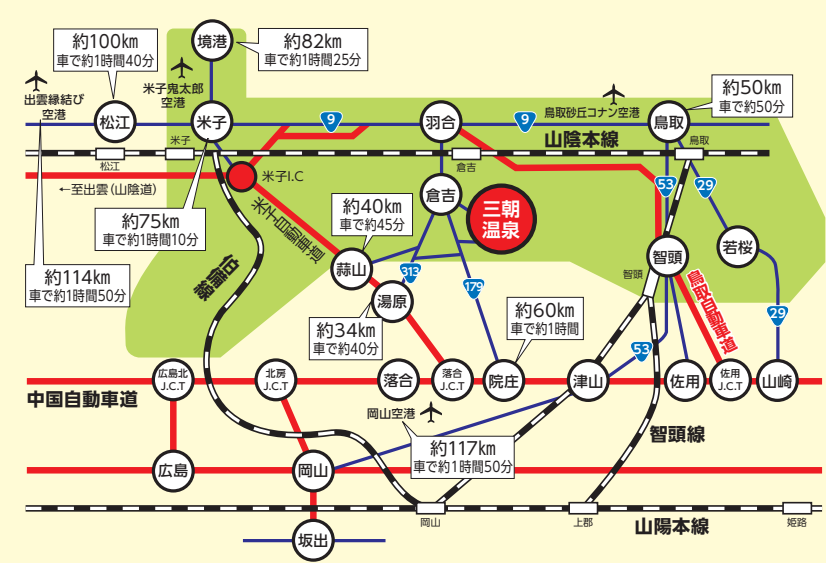 約100km
車で約1時間40分
境港
約82km
車で約1時間25分
出雲縁結び
空港
米子鬼太郎
空港
鳥取砂丘コナン空港
約50km
車で約50分
松江
米子
9
羽合
9
鳥取
山陰本線
松江
米子
倉吉
鳥取
米子I.C
←至出雲(山陰道)
53
29
倉吉
三朝
温泉
約75km
車で約1時間10分
約40km
車で約45分
米子自動車道
伯備線
蒜山
智頭
智頭
若桜
約114km
車で約1時間50分
313
179
湯原
鳥取自動車道
約34km
車で約40分
約60km
車で約1時間
29
53
広島北
J.C.T
北房
J.C.T
落合
落合
J.C.T
院庄
津山
佐用
佐用
J.C.T
山崎
中国自動車道
岡山空港
約117km
車で約1時間50分
智頭線
広島
岡山
岡山
上郡
姫路
山陽本線
坂出